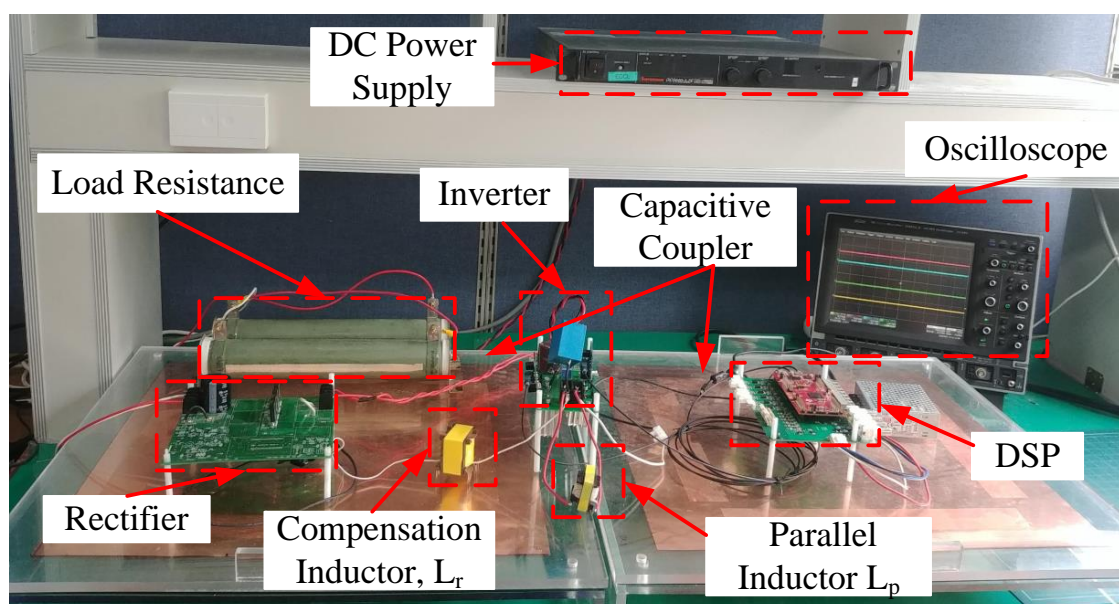 DC Power
Supply
Oscilloscope
Load Resistance
Inverter
Capacitive
Coupler
DSP
Rectifier
Compensation
Inductor, Lᵣ
Parallel
Inductor Lₚ